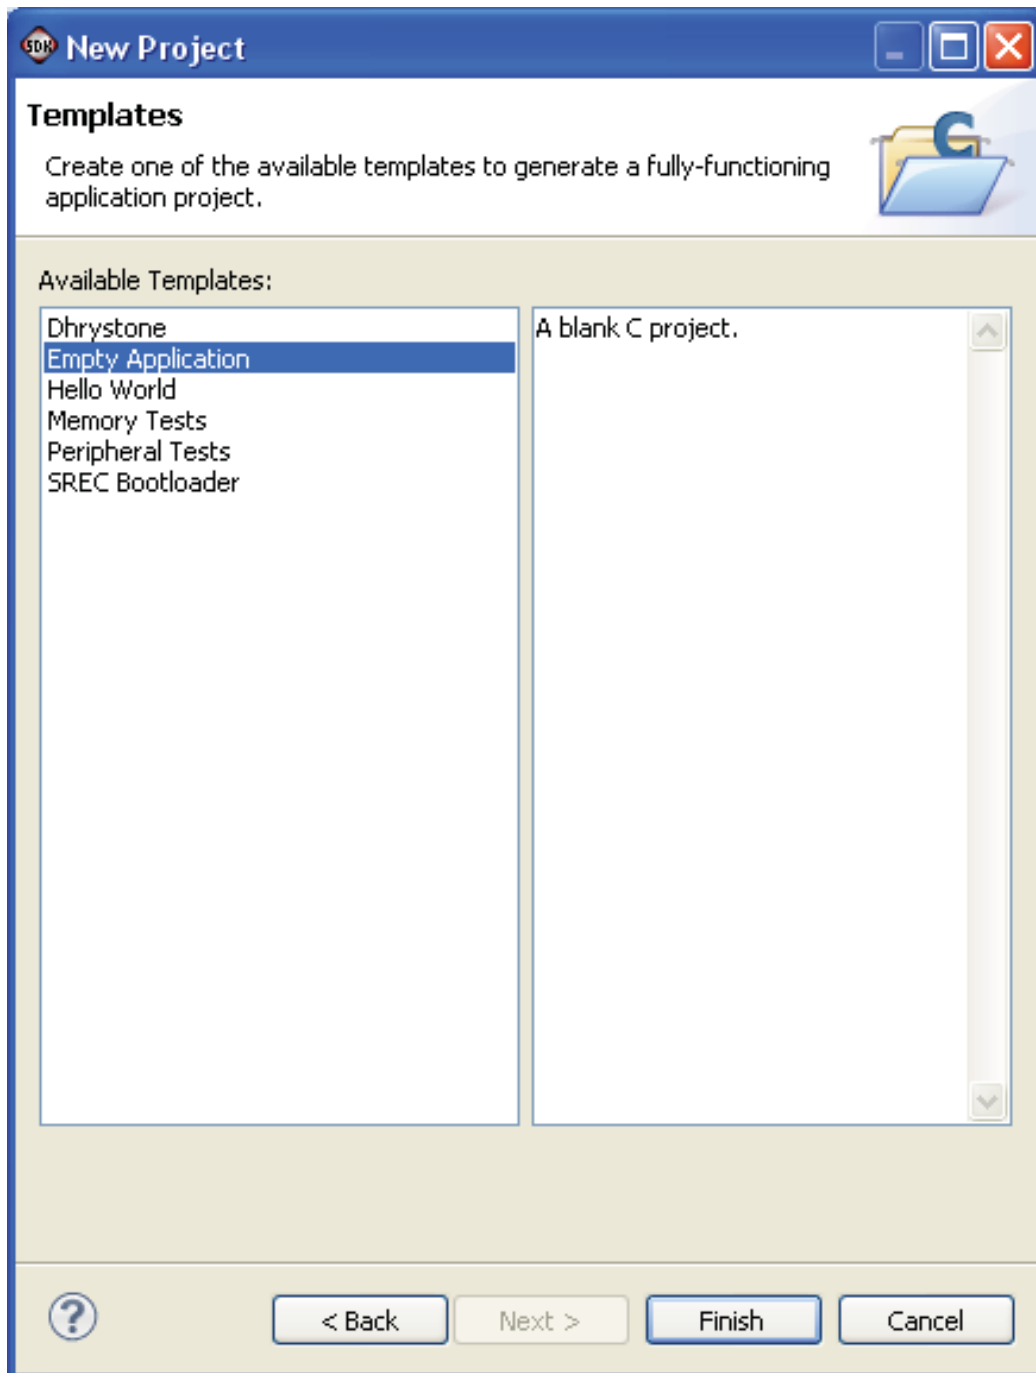 SDK New Project
Templates
Create one of the available templates to generate a fully-functioning
application project.
C
Available Templates:
Dhrystone
Empty Application
Hello World
Memory Tests
Peripheral Tests
SREC Bootloader
A blank C project.
?
< Back
Next >
Finish
Cancel